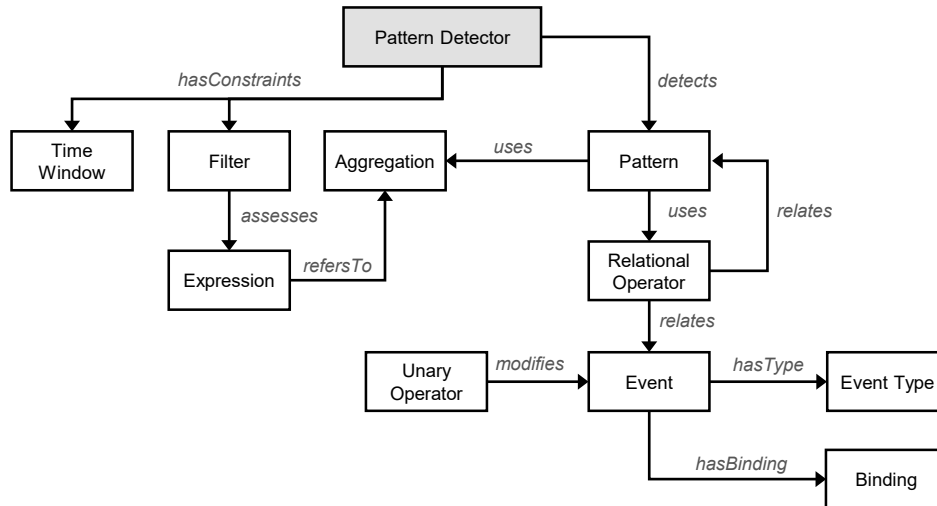 Pattern Detector
hasConstraints
detects
Time
Window
Filter
Aggregation
uses
Pattern
assesses
uses
relates
Expression
refersTo
Relational
Operator
relates
Unary
Operator
modifies
Event
hasType
Event Type
hasBinding
Binding